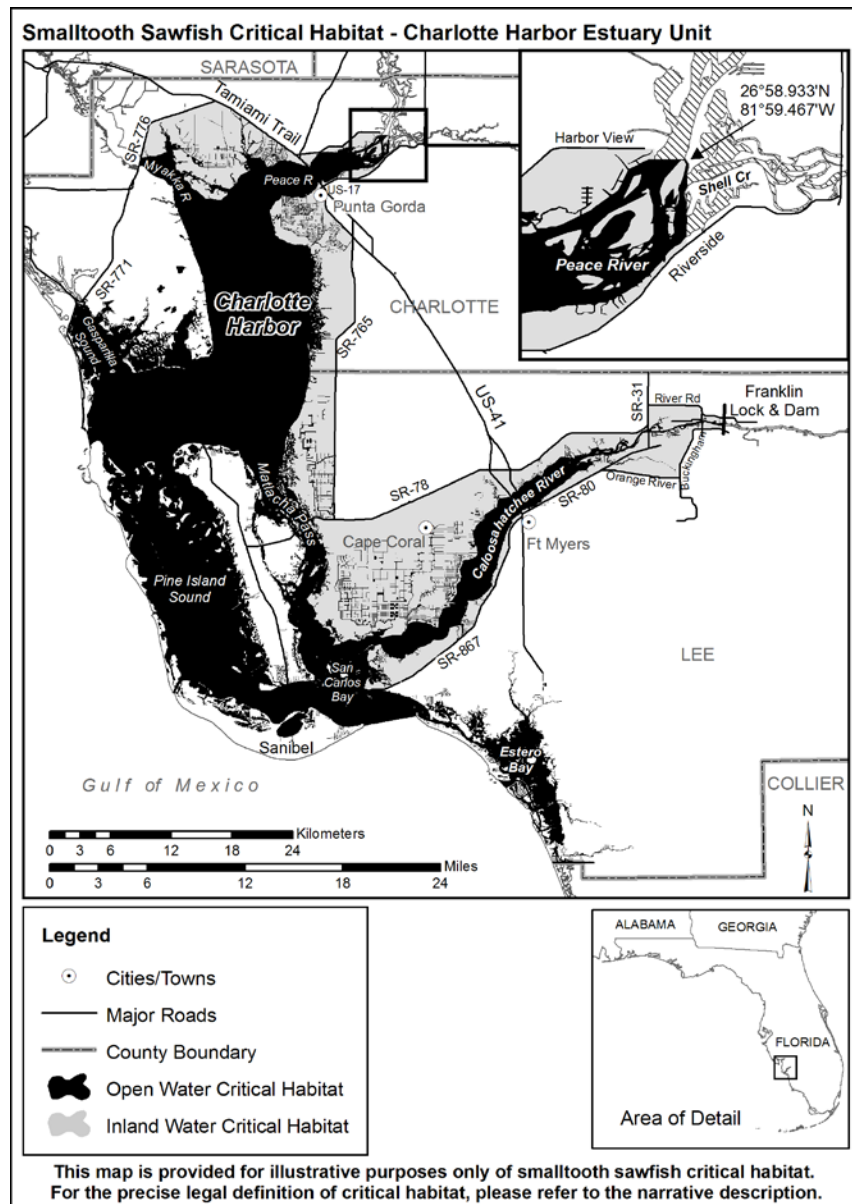 Smalltooth Sawfish Critical Habitat - Charlotte Harbor Estuary Unit
SARASOTA
Tamiami Trail
SR-776
Myakka R
Peace R
US-17
Punta Gorda
SR-771
Gasparilla
Sound
Charlotte
Harbor
CHARLOTTE
SR-765
26°58.933'N
81°59.467'W
Harbor View
Shell Cr
Peace River
Riverside
US-41
SR-31
River Rd
Franklin
Lock & Dam
Buckingham
Orange River
SR-80
SR-78
Matlacha Pass
Caloosahatchee River
Cape Coral
Ft Myers
Pine Island
Sound
SR-867
LEE
San
Carlos
Bay
Sanibel
Estero
Bay
Gulf of Mexico
COLLIER
N
Kilometers
0 3 6 12 18 24
Miles
0 3 6 12 18 24
Legend
Cities/Towns
Major Roads
County Boundary
Open Water Critical Habitat
Inland Water Critical Habitat
ALABAMA
GEORGIA
FLORIDA
Area of Detail
This map is provided for illustrative purposes only of smalltooth sawfish critical habitat.
For the precise legal definition of critical habitat, please refer to the narrative description.